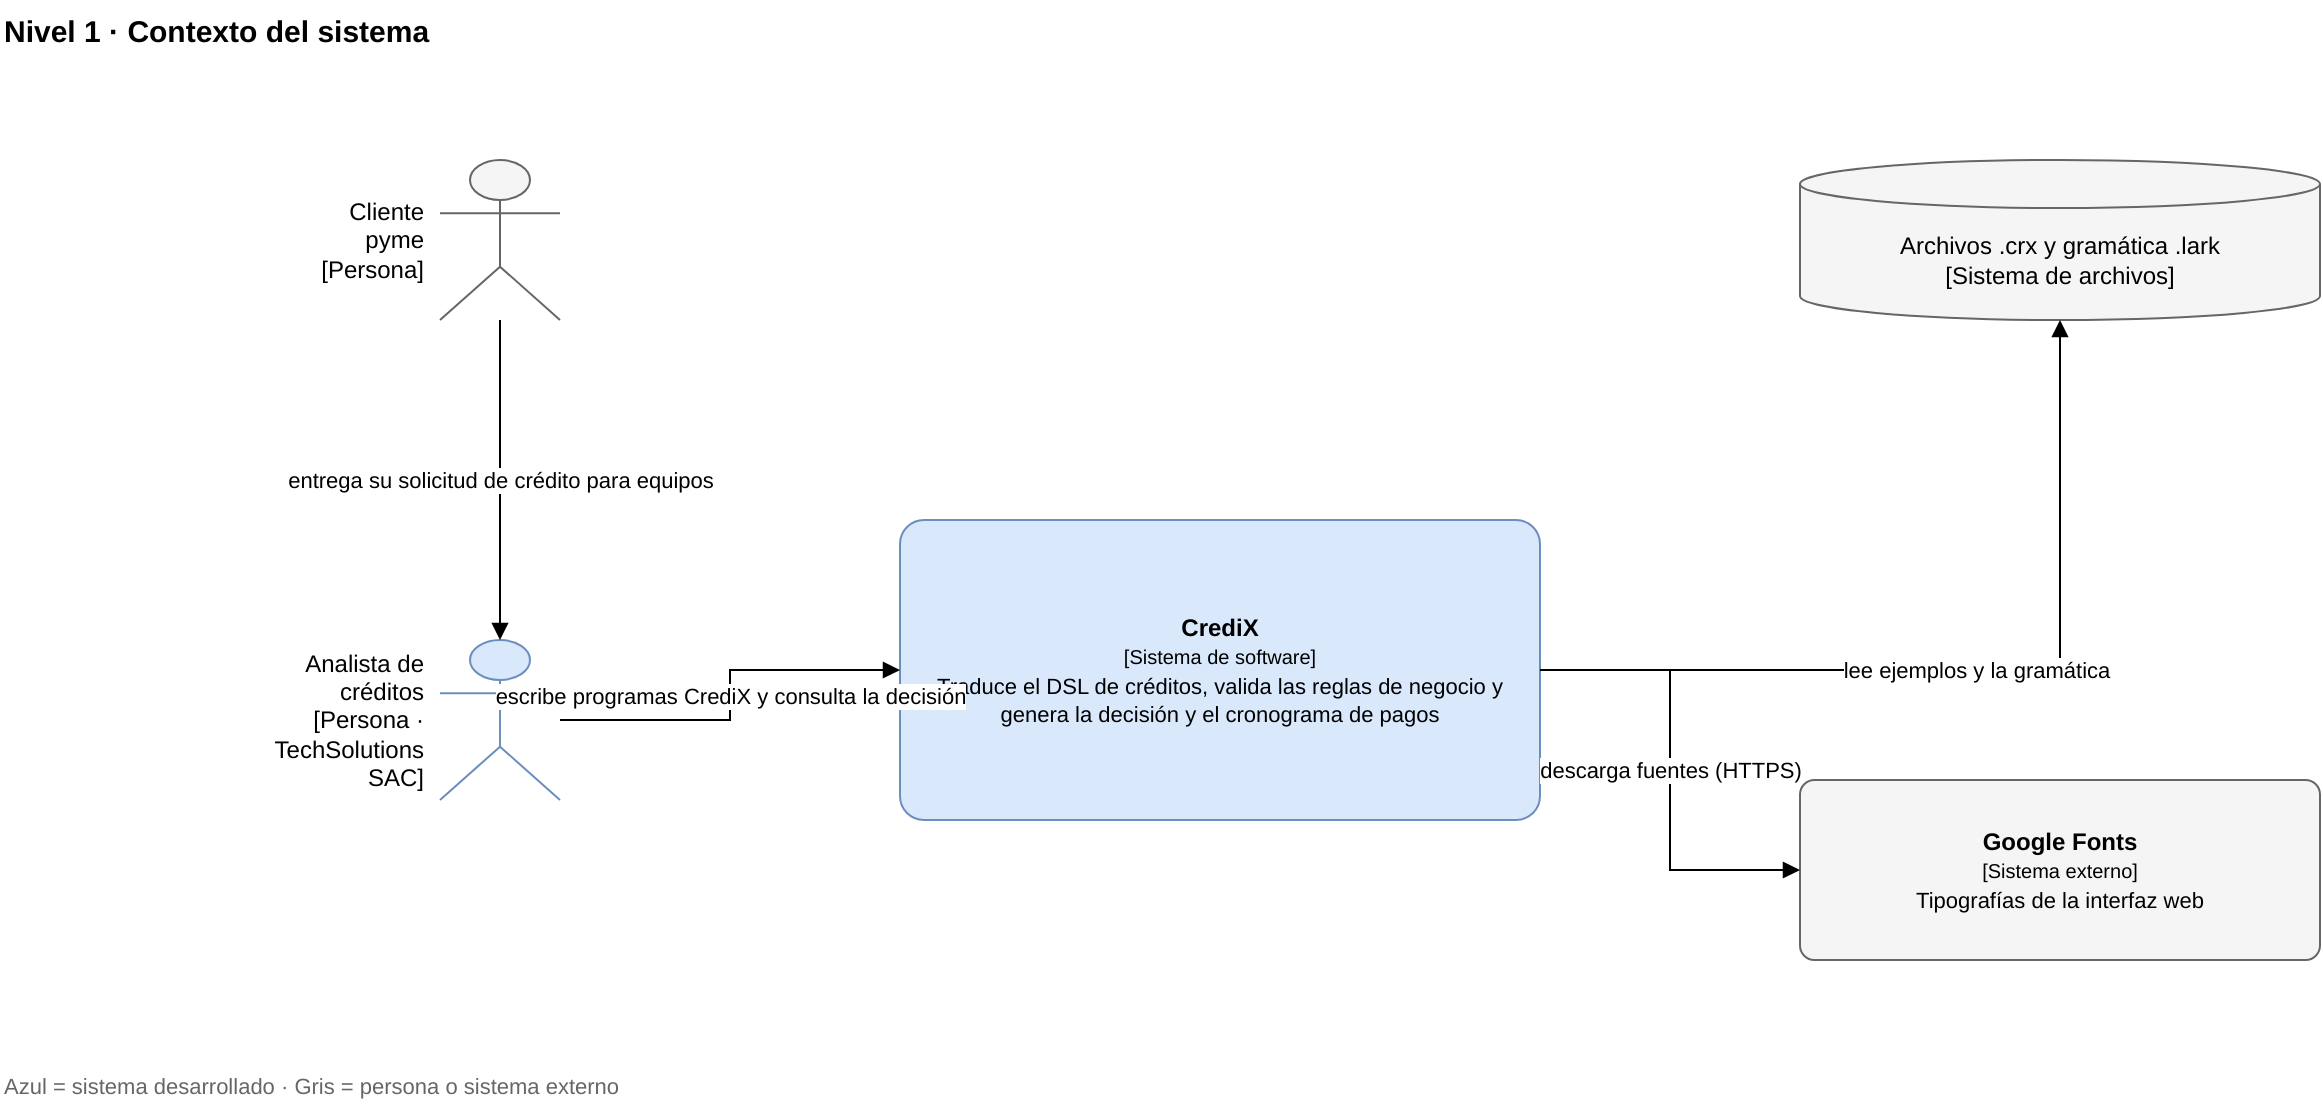 Nivel 1 · Contexto del sistema
Cliente
pyme
[Persona]
Archivos .crx y gramática .lark
[Sistema de archivos]
entrega su solicitud de crédito para equipos
Analista de
créditos
[Persona ·
TechSolutions
SAC]
escribe programas CrediX y consulta la decisión
CrediX
[Sistema de software]
Traduce el DSL de créditos, valida las reglas de negocio y
genera la decisión y el cronograma de pagos
lee ejemplos y la gramática
descarga fuentes (HTTPS)
Google Fonts
[Sistema externo]
Tipografías de la interfaz web
Azul = sistema desarrollado · Gris = persona o sistema externo